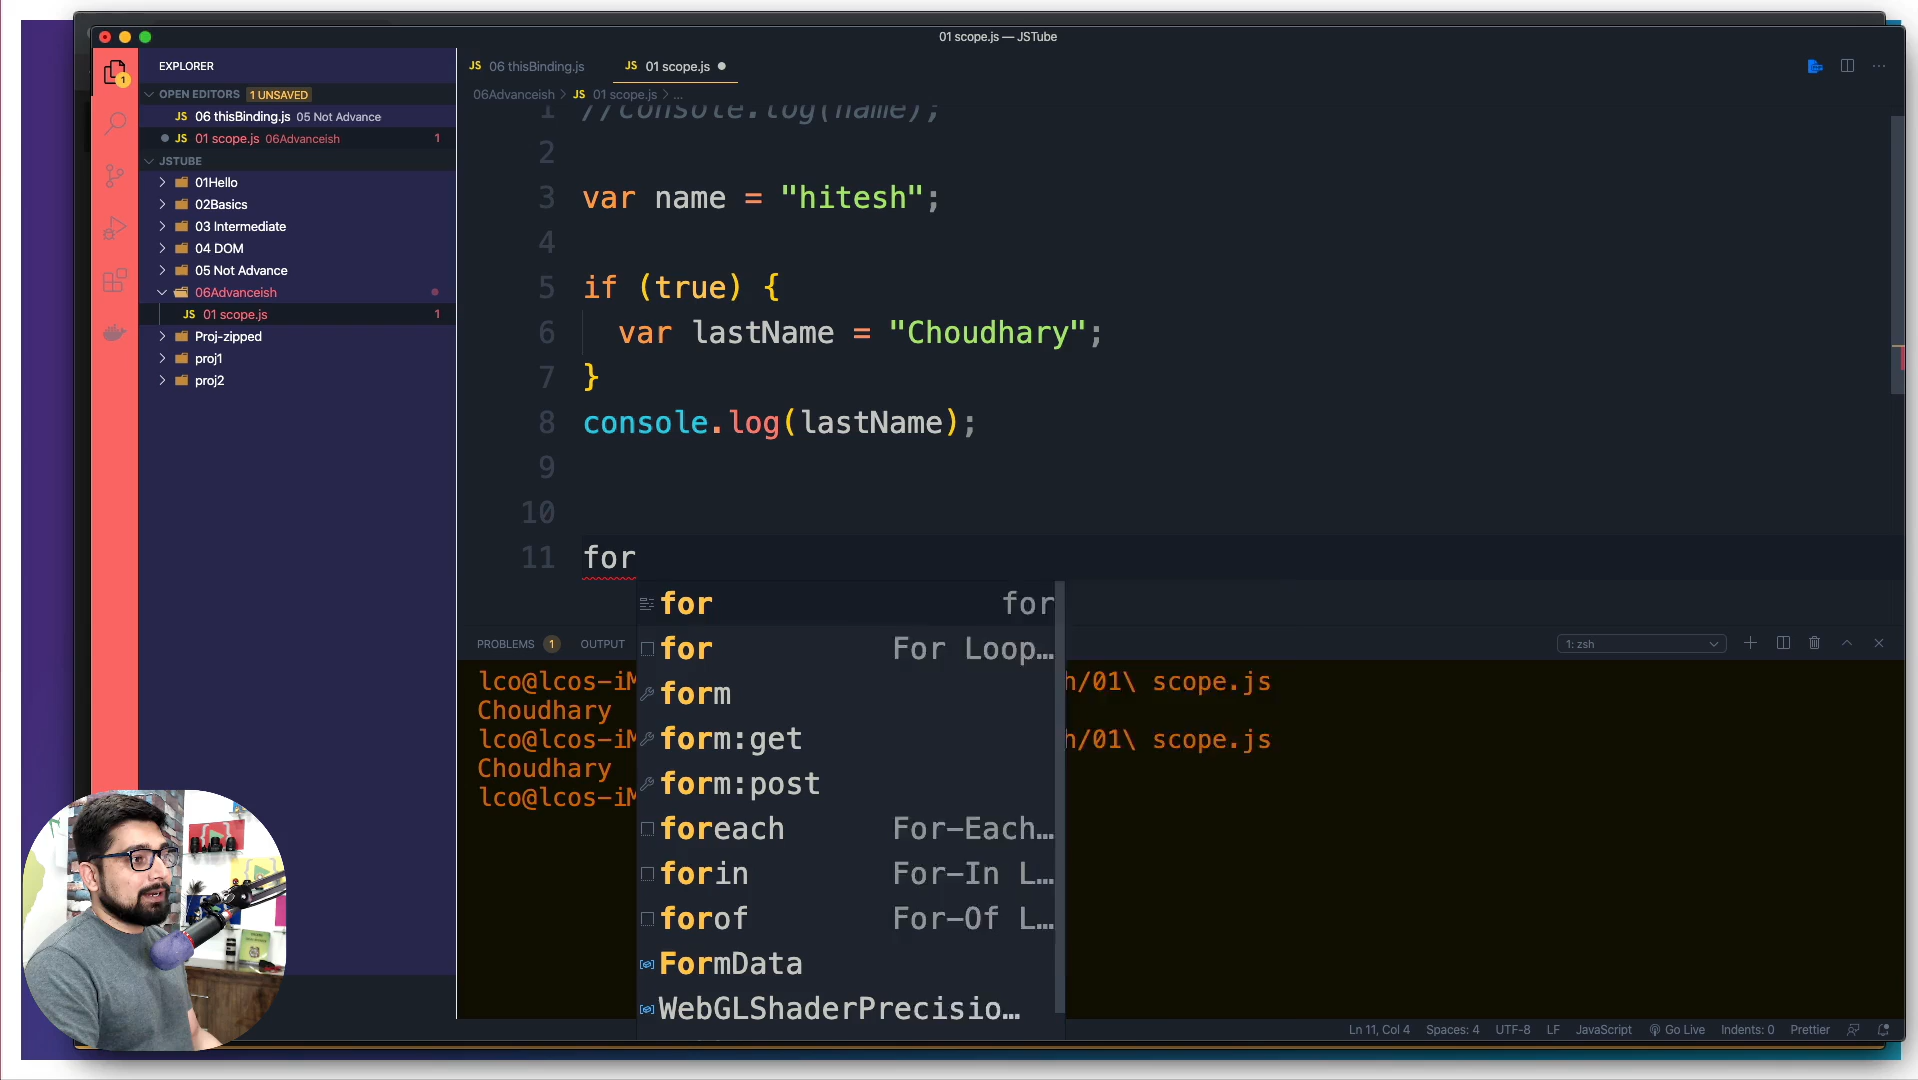 01 scope.js — JSTube
EXPLORER
OPEN EDITORS 1 UNSAVED
JS 06 thisBinding.js 05 Not Advance
JS 01 scope.js 06Advanceish 1
JSTUBE
01Hello
02Basics
03 Intermediate
04 DOM
05 Not Advance
06Advanceish
JS 01 scope.js 1
Proj-zipped
proj1
proj2
1
JS 06 thisBinding.js
JS 01 scope.js
06Advanceish > JS 01 scope.js > ...
1 //console.log(name);
2
3 var name = "hitesh";
4
5 if (true) {
6 var lastName = "Choudhary";
7 }
8 console.log(lastName);
9
10
11 for
for for
for For Loop…
form
form:get
form:post
foreach For-Each…
forin For-In L…
forof For-Of L…
FormData
WebGLShaderPrecisio…
PROBLEMS 1 OUTPUT
1: zsh
lco@lcos-iM h/01\ scope.js
Choudhary
lco@lcos-iM h/01\ scope.js
Choudhary
lco@lcos-iM
Ln 11, Col 4 Spaces: 4 UTF-8 LF JavaScript Go Live Indents: 0 Prettier